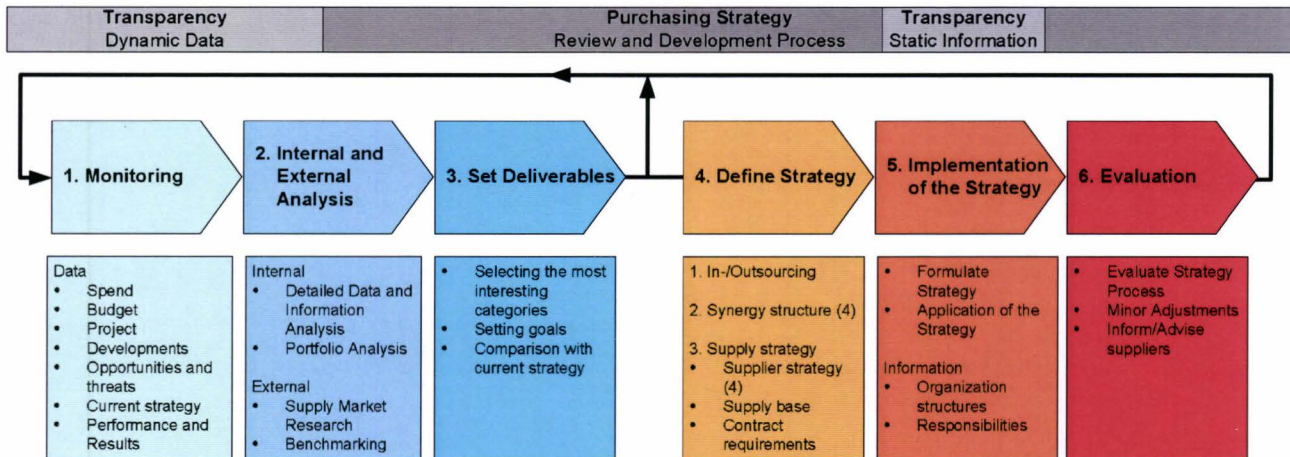 Transparency
Dynamic Data
Purchasing Strategy
Review and Development Process
Transparency
Static Information
1. Monitoring
2. Internal and
External
Analysis
3. Set Deliverables
4. Define Strategy
5. Implementation
of the Strategy
6. Evaluation
Data
• Spend
• Budget
• Project
• Developments
• Opportunities and
threats
• Current strategy
• Performance and
Results
Internal
• Detailed Data and
Information
Analysis
• Portfolio Analysis
External
• Supply Market
Research
• Benchmarking
• Selecting the most
interesting
categories
• Setting goals
• Comparison with
current strategy
1. In-/Outsourcing
2. Synergy structure (4)
3. Supply strategy
• Supplier strategy
(4)
• Supply base
• Contract
requirements
• Formulate
Strategy
• Application of the
Strategy
Information
• Organization
structures
• Responsibilities
• Evaluate Strategy
Process
• Minor Adjustments
• Inform/Advise
suppliers